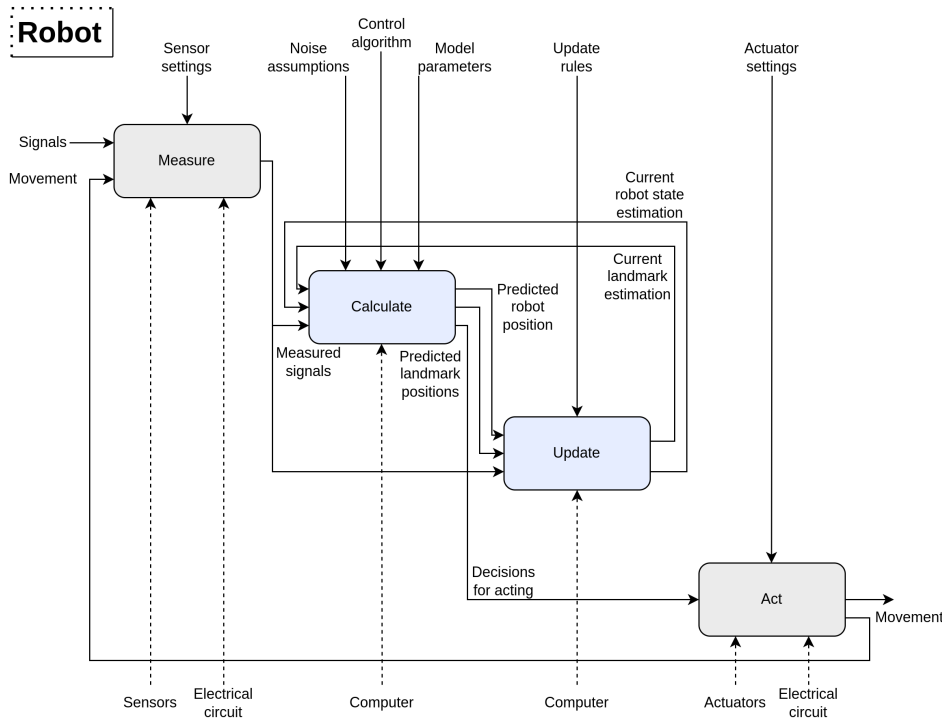 Robot
Sensor
settings
Noise
assumptions
Control
algorithm
Model
parameters
Update
rules
Actuator
settings
Signals
Movement
Measure
Current
robot state
estimation
Current
landmark
estimation
Calculate
Predicted
robot
position
Measured
signals
Predicted
landmark
positions
Update
Decisions
for acting
Act
Movement
Sensors
Electrical
circuit
Computer
Computer
Actuators
Electrical
circuit